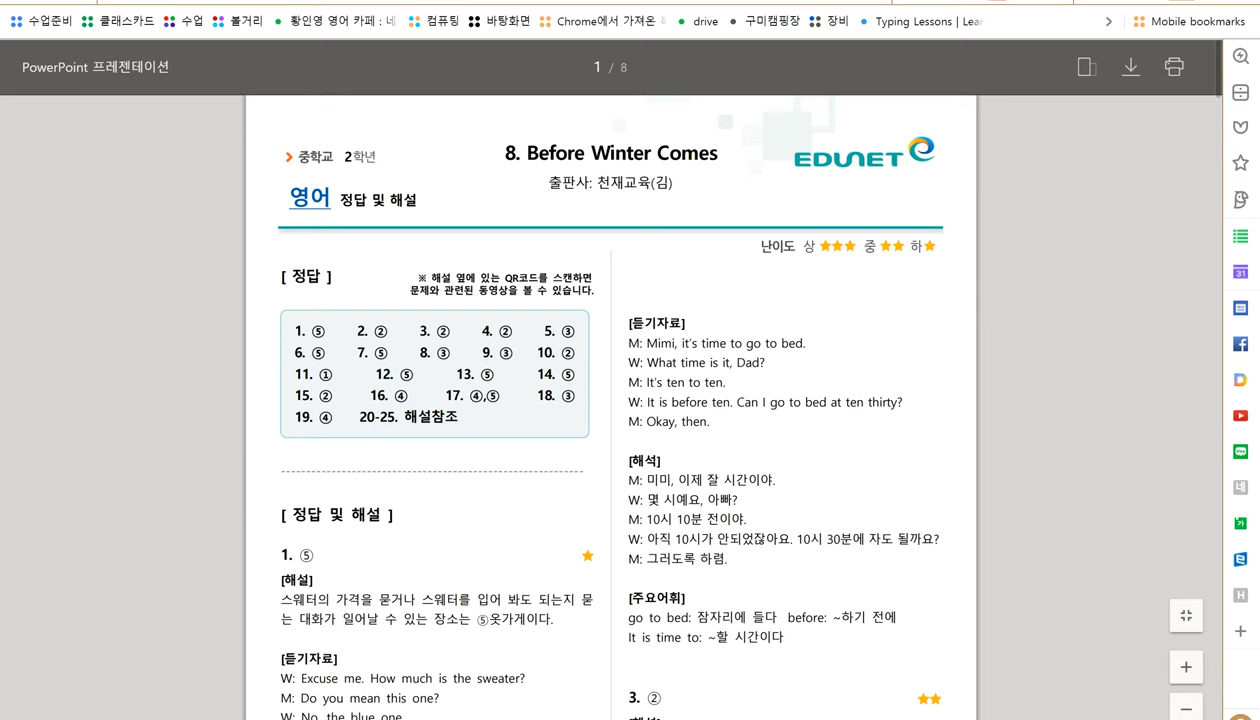 수업준비 클래스카드 수업 볼거리 황인영 영어 카페 : 네 컴퓨팅 바탕화면 Chrome에서 가져온 drive 구미캠핑장 장비 Typing Lessons | Lear Mobile bookmarks
PowerPoint 프레젠테이션 1 / 8
중학교 2학년
8. Before Winter Comes
EDUNET
출판사: 천재교육(김)
영어 정답 및 해설
난이도 상 ★★★ 중 ★★ 하★
[ 정답 ]
※ 해설 옆에 있는 QR코드를 스캔하면
문제와 관련된 동영상을 볼 수 있습니다.
1. ⑤ 2. ② 3. ② 4. ② 5. ③
6. ⑤ 7. ⑤ 8. ③ 9. ③ 10. ②
11. ① 12. ⑤ 13. ⑤ 14. ⑤
15. ② 16. ④ 17. ④,⑤ 18. ③
19. ④ 20-25. 해설참조
[ 정답 및 해설 ]
1. ⑤ ★
[해설]
스웨터의 가격을 묻거나 스웨터를 입어 봐도 되는지 묻
는 대화가 일어날 수 있는 장소는 ⑤옷가게이다.
[듣기자료]
W: Excuse me. How much is the sweater?
M: Do you mean this one?
W: No, the blue one.
[듣기자료]
M: Mimi, it's time to go to bed.
W: What time is it, Dad?
M: It's ten to ten.
W: It is before ten. Can I go to bed at ten thirty?
M: Okay, then.
[해석]
M: 미미, 이제 잘 시간이야.
W: 몇 시예요, 아빠?
M: 10시 10분 전이야.
W: 아직 10시가 안되었잖아요. 10시 30분에 자도 될까요?
M: 그러도록 하렴.
[주요어휘]
go to bed: 잠자리에 들다 before: ~하기 전에
It is time to: ~할 시간이다
3. ② ★★
31